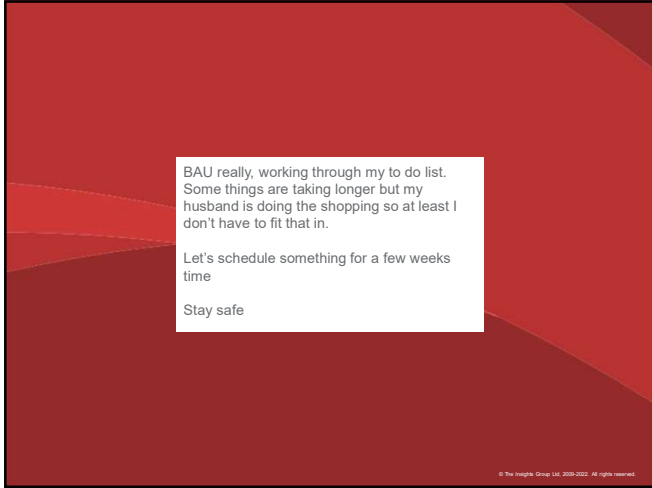 BAU really, working through my to do list.
Some things are taking longer but my
husband is doing the shopping so at least I
don’t have to fit that in.
Let’s schedule something for a few weeks
time
Stay safe
© The Insights Group Ltd, 2009-2022. All rights reserved.